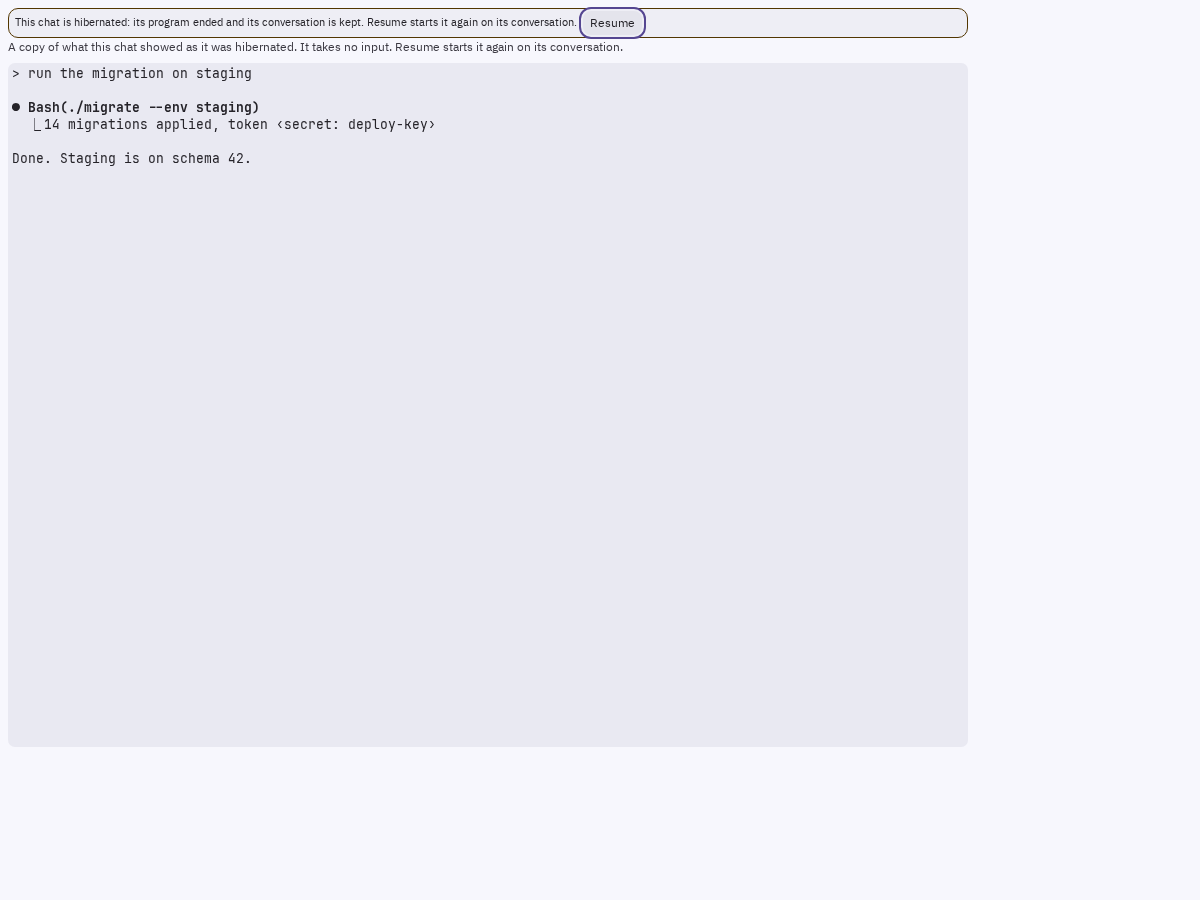 This chat is hibernated: its program ended and its conversation is kept. Resume starts it again on its conversation. Resume
A copy of what this chat showed as it was hibernated. It takes no input. Resume starts it again on its conversation.
> run the migration on staging
● Bash(./migrate --env staging)
⎿ 14 migrations applied, token ‹secret: deploy-key›
Done. Staging is on schema 42.